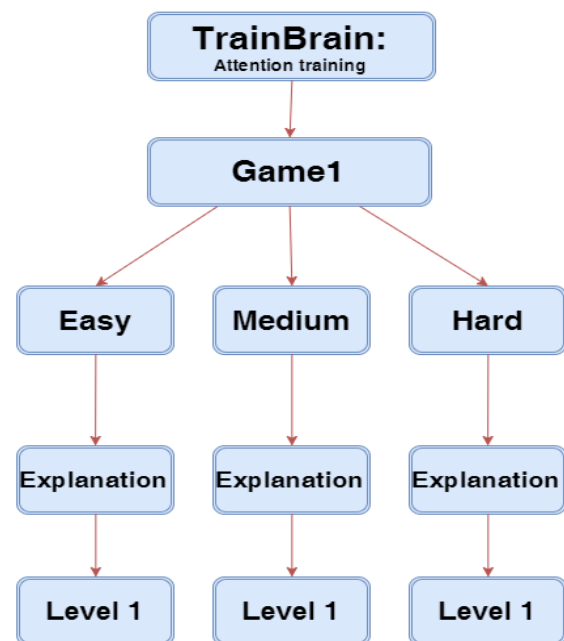 TrainBrain:
Attention training
Game1
Easy
Medium
Hard
Explanation
Explanation
Explanation
Level 1
Level 1
Level 1